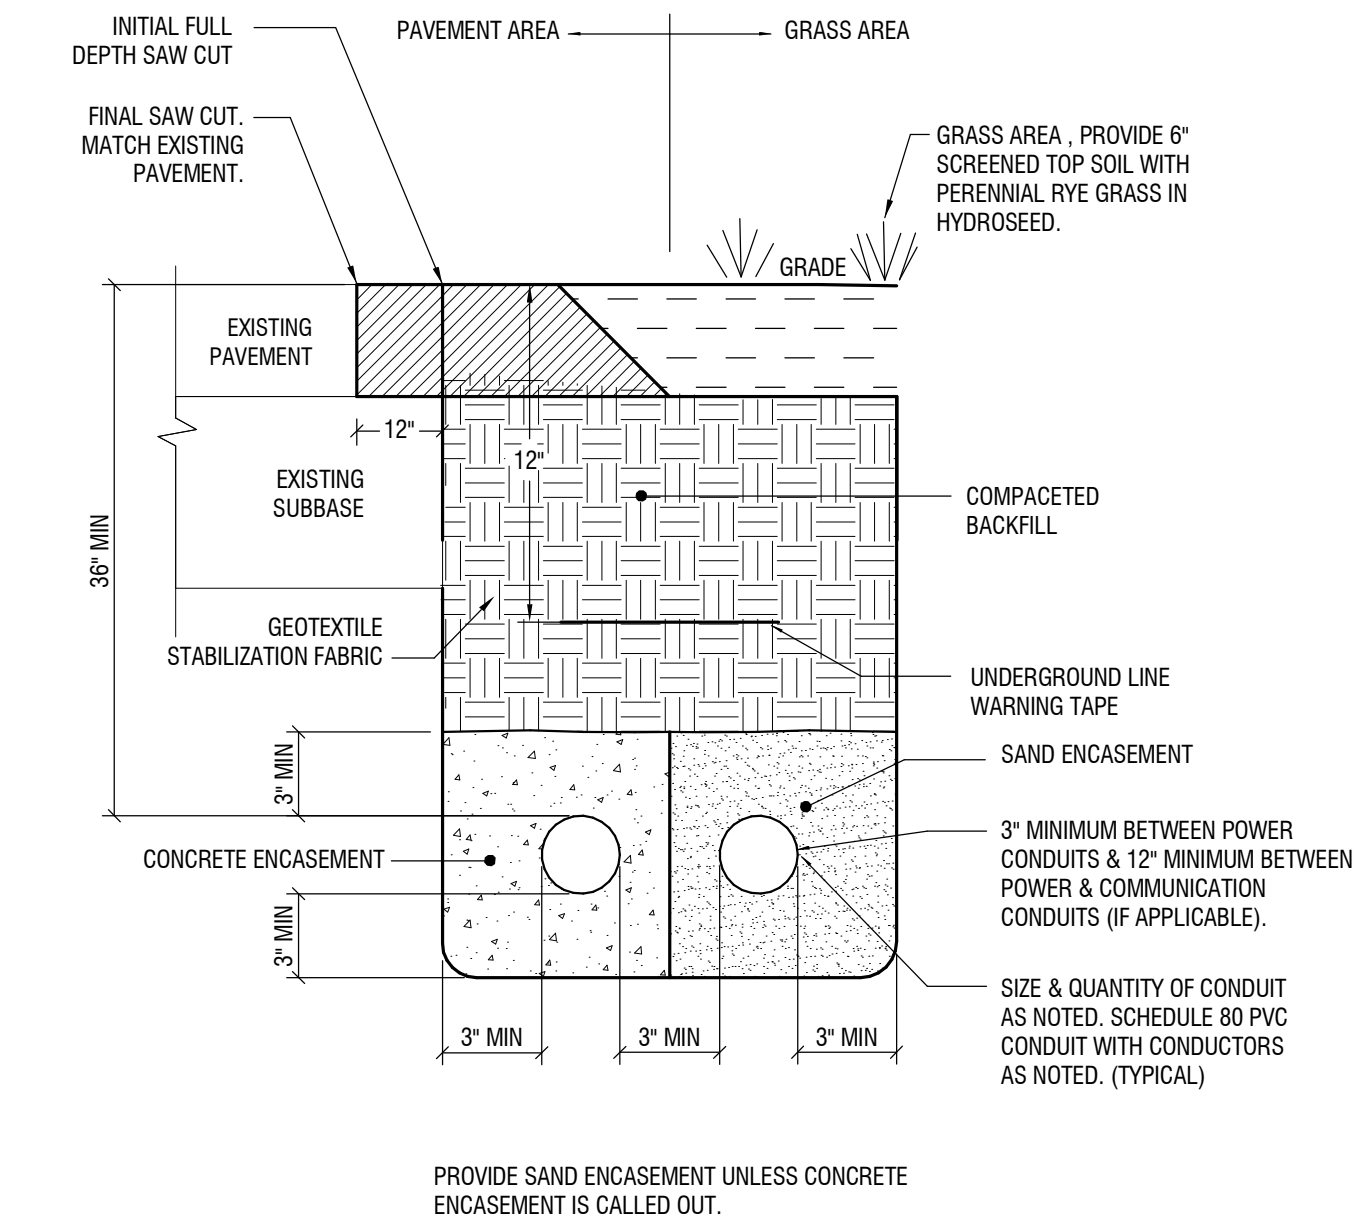 INITIAL FULL
DEPTH SAW CUT
PAVEMENT AREA
GRASS AREA
FINAL SAW CUT.
MATCH EXISTING
PAVEMENT.
GRASS AREA , PROVIDE 6"
SCREENED TOP SOIL WITH
PERENNIAL RYE GRASS IN
HYDROSEED.
GRADE
EXISTING
PAVEMENT
12"
12"
EXISTING
SUBBASE
COMPACETED
BACKFILL
36" MIN
GEOTEXTILE
STABILIZATION FABRIC
UNDERGROUND LINE
WARNING TAPE
3" MIN
SAND ENCASEMENT
CONCRETE ENCASEMENT
3" MINIMUM BETWEEN POWER
CONDUITS & 12" MINIMUM BETWEEN
POWER & COMMUNICATION
CONDUITS (IF APPLICABLE).
3" MIN
SIZE & QUANTITY OF CONDUIT
AS NOTED. SCHEDULE 80 PVC
CONDUIT WITH CONDUCTORS
AS NOTED. (TYPICAL)
3" MIN
3" MIN
3" MIN
PROVIDE SAND ENCASEMENT UNLESS CONCRETE
ENCASEMENT IS CALLED OUT.